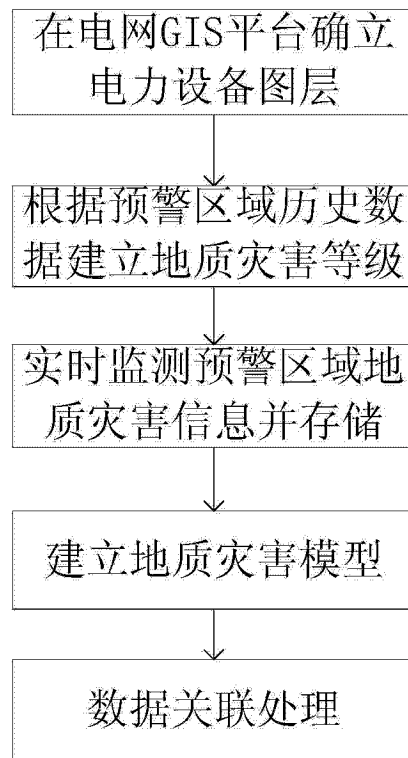 在电网GIS平台确立
电力设备图层
根据预警区域历史数
据建立地质灾害等级
实时监测预警区域地
质灾害信息并存储
建立地质灾害模型
数据关联处理